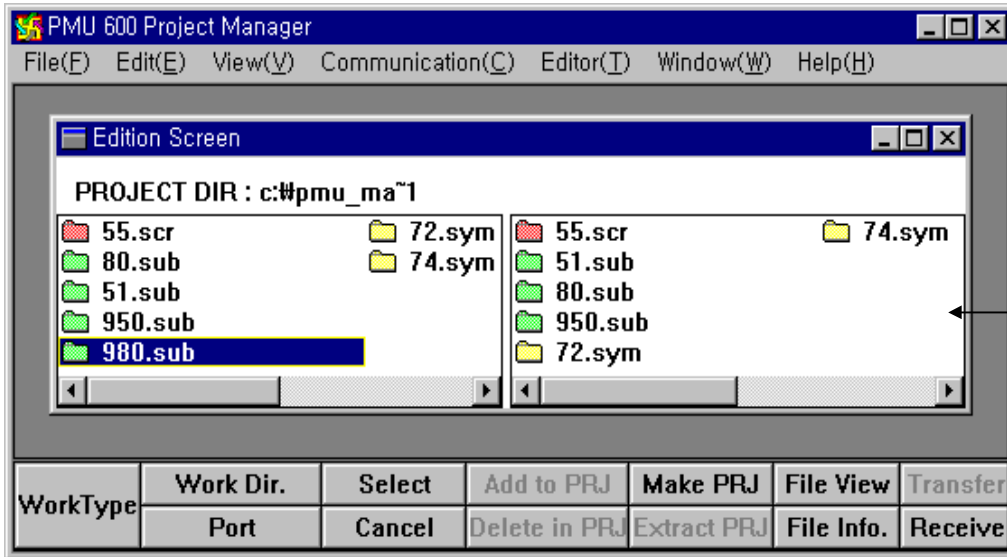 PMU 600 Project Manager
File(F) Edit(E) View(V) Communication(C) Editor(T) Window(W) Help(H)
Edition Screen
PROJECT DIR : c:₩pmu_ma~1
55.scr 72.sym
80.sub 74.sym
51.sub
950.sub
980.sub
55.scr 74.sym
51.sub
80.sub
950.sub
72.sym
WorkType
Work Dir. Select Add to PRJ Make PRJ File View Transfer
Port Cancel Delete in PRJ Extract PRJ File Info. Receive